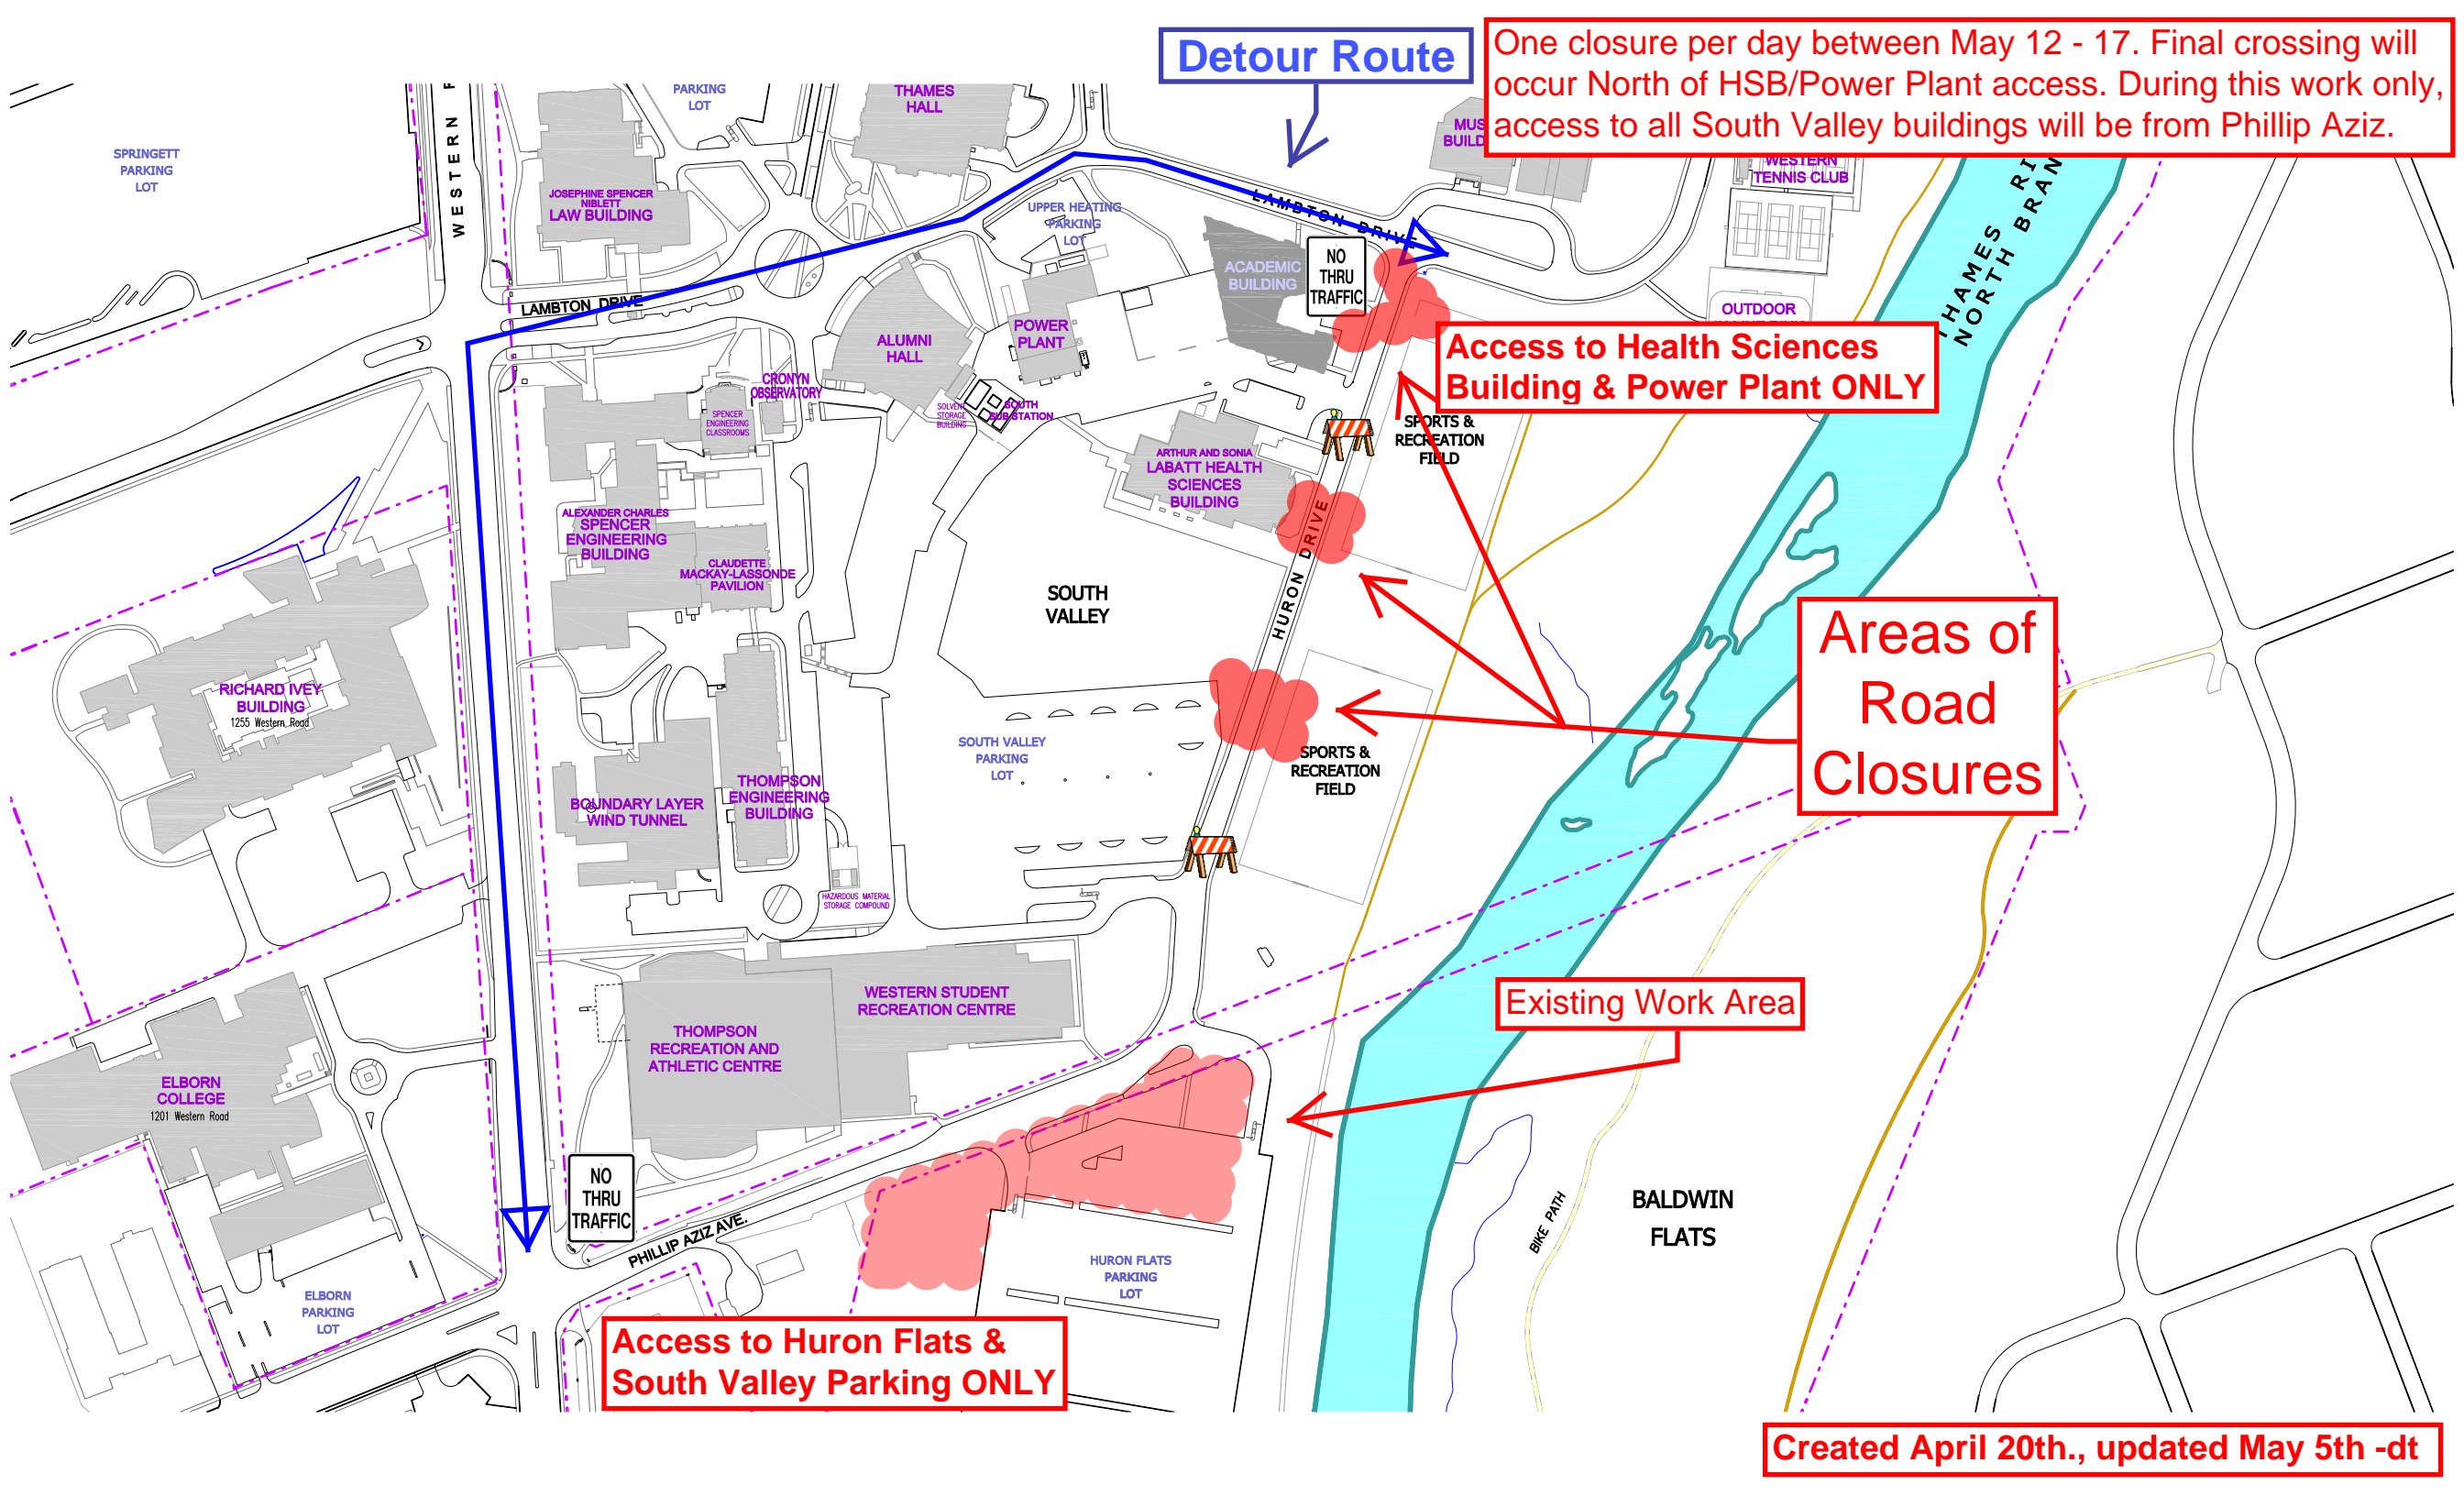 Detour Route
One closure per day between May 12 - 17. Final crossing will
occur North of HSB/Power Plant access. During this work only,
access to all South Valley buildings will be from Phillip Aziz.
PARKING
LOT
THAMES
HALL
WESTERN
SPRINGETT
PARKING
LOT
JOSEPHINE SPENCER
NIBLETT
LAW BUILDING
WESTERN
TENNIS CLUB
UPPER HEATING
PARKING
LOT
LAMBTON DRIVE
ACADEMIC
BUILDING
NO
THRU
TRAFFIC
THAMES
NORTH
LAMBTON DRIVE
OUTDOOR
POWER
PLANT
ALUMNI
HALL
Access to Health Sciences
Building & Power Plant ONLY
CRONYN
OBSERVATORY
SPENCER
ENGINEERING
CLASSROOMS
SOLVENT
STORAGE
BUILDING
SOUTH
SUBSTATION
SPORTS &
RECREATION
FIELD
ARTHUR AND SONIA
LABATT HEALTH
SCIENCES
BUILDING
ALEXANDER CHARLES
SPENCER
ENGINEERING
BUILDING
CLAUDETTE
MACKAY-LASSONDE
PAVILION
HURON DRIVE
SOUTH
VALLEY
Areas of
Road
Closures
RICHARD IVEY
BUILDING
1255 Western Road
SOUTH VALLEY
PARKING
LOT
SPORTS &
RECREATION
FIELD
THOMPSON
ENGINEERING
BUILDING
BOUNDARY LAYER
WIND TUNNEL
HAZARDOUS MATERIAL
STORAGE COMPOUND
WESTERN STUDENT
RECREATION CENTRE
Existing Work Area
THOMPSON
RECREATION AND
ATHLETIC CENTRE
ELBORN
COLLEGE
1201 Western Road
NO
THRU
TRAFFIC
PHILLIP AZIZ AVE.
BIKE PATH
BALDWIN
FLATS
HURON FLATS
PARKING
LOT
ELBORN
PARKING
LOT
Access to Huron Flats &
South Valley Parking ONLY
Created April 20th., updated May 5th -dt